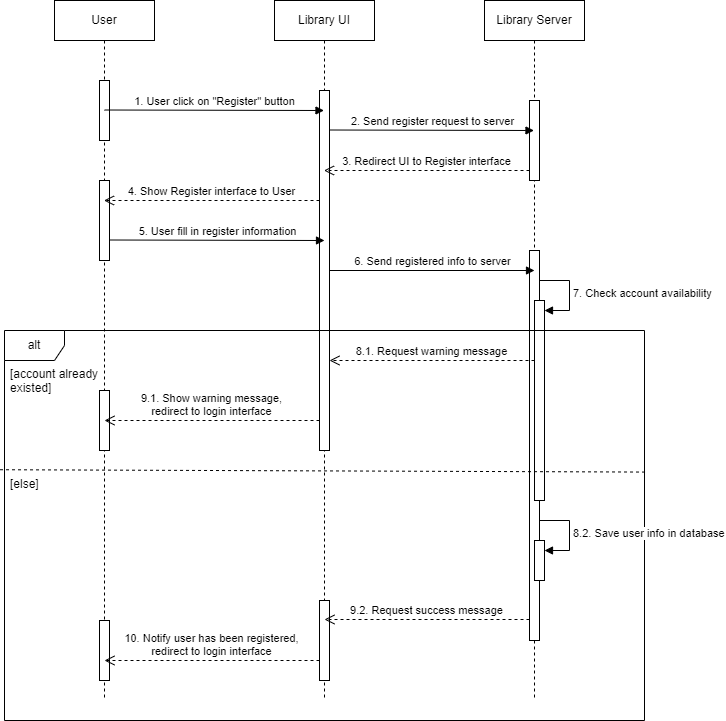 User
Library UI
Library Server
1. User click on "Register" button
2. Send register request to server
3. Redirect UI to Register interface
4. Show Register interface to User
5. User fill in register information
6. Send registered info to server
7. Check account availability
alt
8.1. Request warning message
[account already
existed]
9.1. Show warning message,
redirect to login interface
[else]
8.2. Save user info in database
9.2. Request success message
10. Notify user has been registered,
redirect to login interface